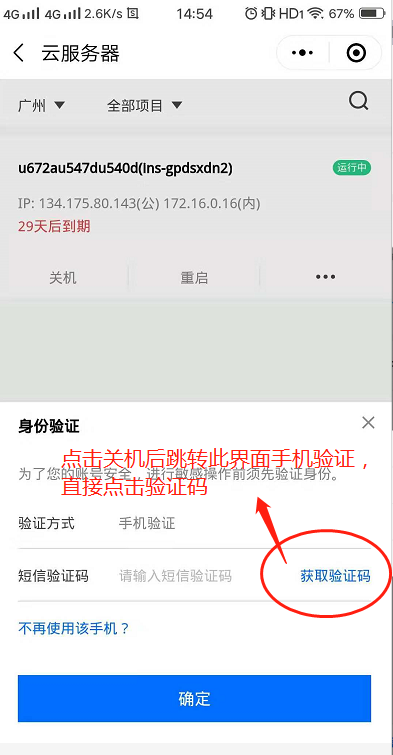 4G 4G 2.6K/s 14:54 HD1 67%
云服务器
广州 全部项目
u672au547du540d(Ins-gpdsxdn2) 运行中
IP: 134.175.80.143(公) 172.16.0.16(内)
29天后到期
关机 重启
身份验证
点击关机后跳转此界面手机验证，
为了您的账号安全，进行敏感操作前须先验证身份。
直接点击验证码
验证方式 手机验证
短信验证码 请输入短信验证码 获取验证码
不再使用该手机？
确定